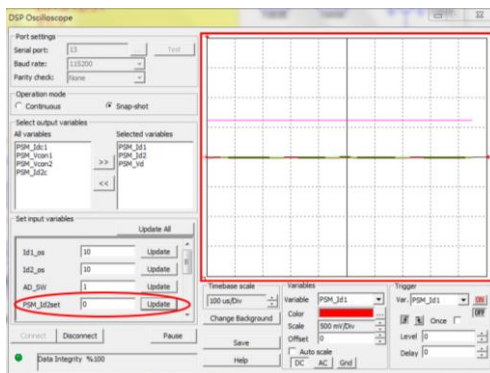 DSP Oscilloscope
Port settings
Serial port: 13 ... Test
Baud rate: 115200
Parity check: None
Operation mode
Continuous Snap-shot
Select output variables
All variables Selected variables
PSM_Idc1 PSM_Id1
PSM_Vcon1 PSM_Id2
PSM_Vcon2 >> PSM_Vd
PSM_Id2c
<<
Set input variables
Update All
Id1_os 10 Update
Id2_os 10 Update
AD_SW 1 Update
PSM_Id2set 0 Update
Connect Disconnect Pause
Data Integrity %100
Timebase scale
100 us/Div
Change Background
Save
Help
Variables
Variable PSM_Id1
Color ...
Scale 500 mV/Div
Offset 0
Auto scale
DC AC Gnd
Trigger
Var. PSM_Id1 ON
OFF
Once
Level 0
Delay 0